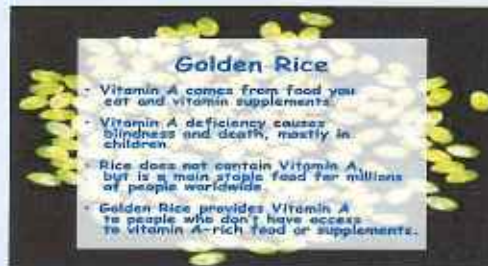 Golden Rice
• Vitamin A comes from food you
eat and vitamin supplements.
• Vitamin A deficiency causes
blindness and death, mostly in
children.
• Rice does not contain Vitamin A,
but is a main staple food for millions
of people worldwide.
• Golden Rice provides Vitamin A
to people who don't have access
to vitamin A-rich food or supplements.